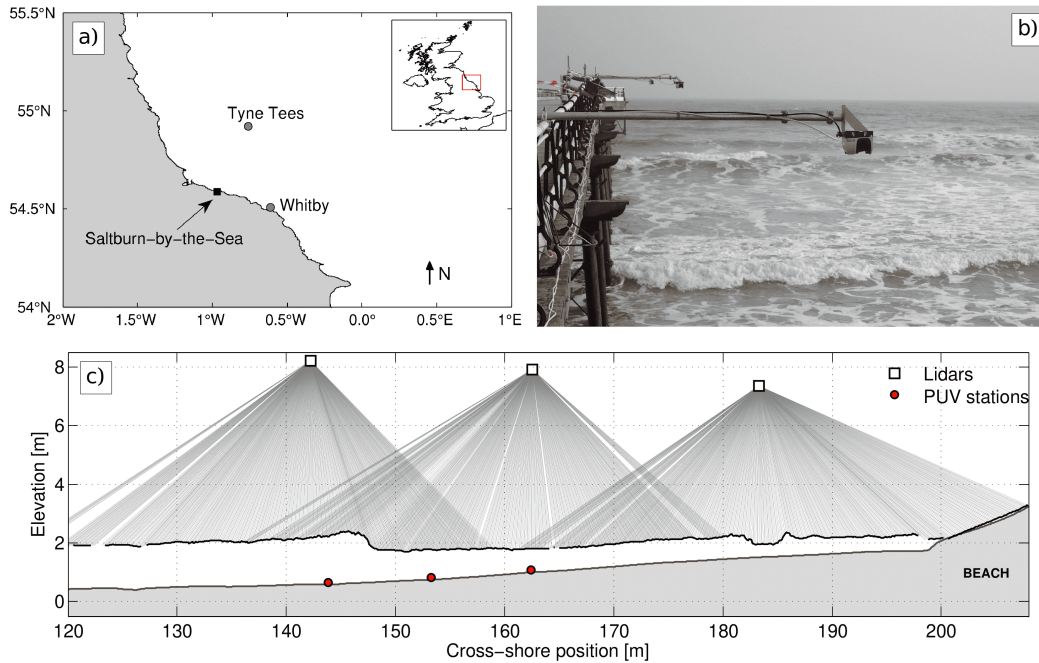 55.5°N
a)
55°N
Tyne Tees
54.5°N
Whitby
Saltburn−by−the−Sea
N
54°N
2°W 1.5°W 1°W 0.5°W 0.0°E 0.5°E 1°E
b)
c)
8
6
4
2
0
Elevation [m]
Lidars
PUV stations
BEACH
120 130 140 150 160 170 180 190 200
Cross−shore position [m]